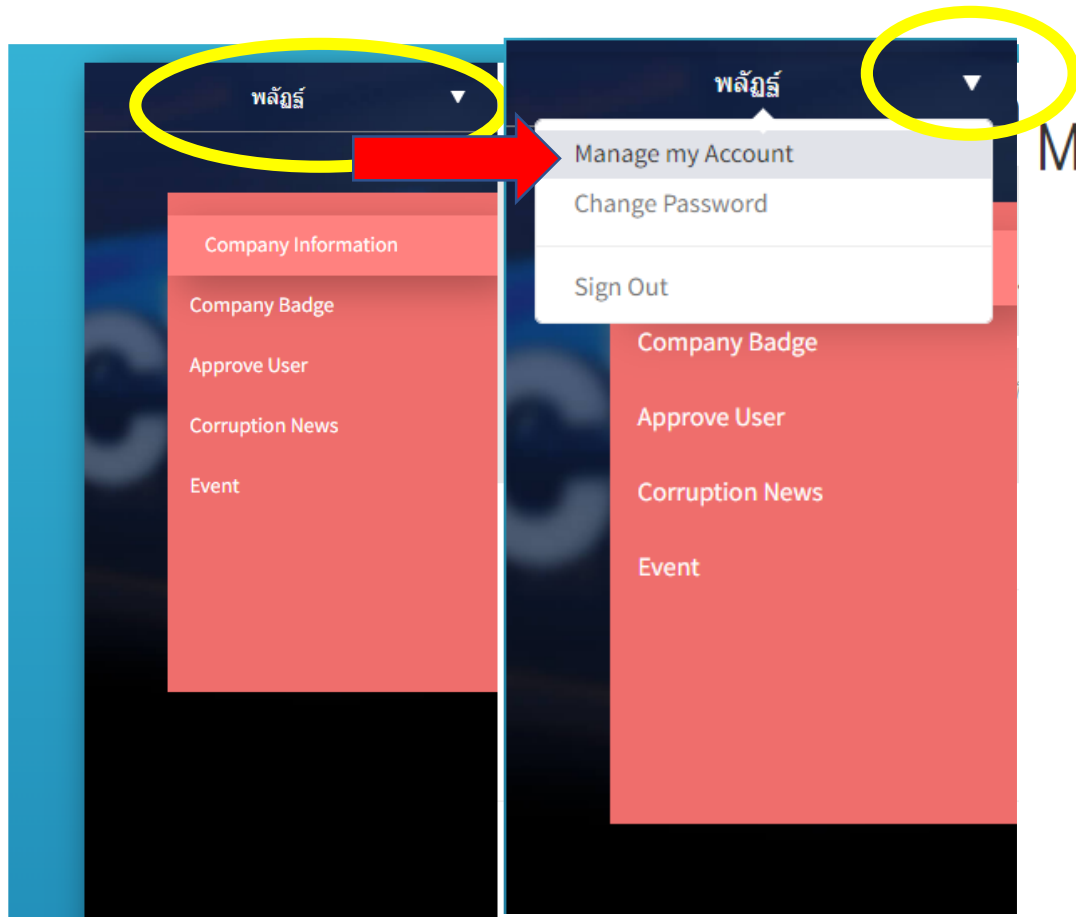 พลัฏฐ์ ▼
Company Information
Company Badge
Approve User
Corruption News
Event
พลัฏฐ์ ▼
Manage my Account
Change Password
Sign Out
Company Badge
Approve User
Corruption News
Event
M